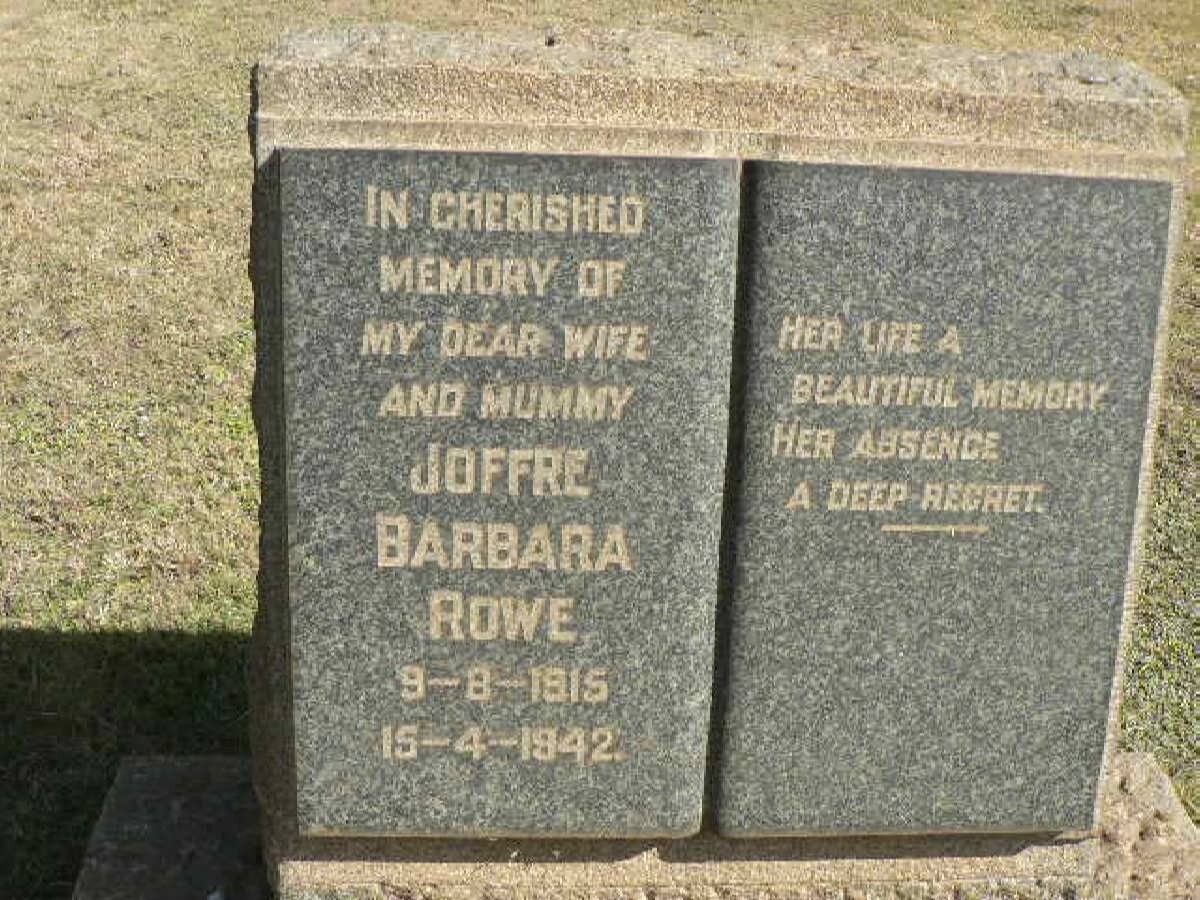 IN CHERISHED
MEMORY OF
MY DEAR WIFE
AND MUMMY
JOFFRE
BARBARA
ROWE
9-8-1915
15-4-1942.
HER LIFE A
BEAUTIFUL MEMORY
HER ABSENCE
A DEEP REGRET.